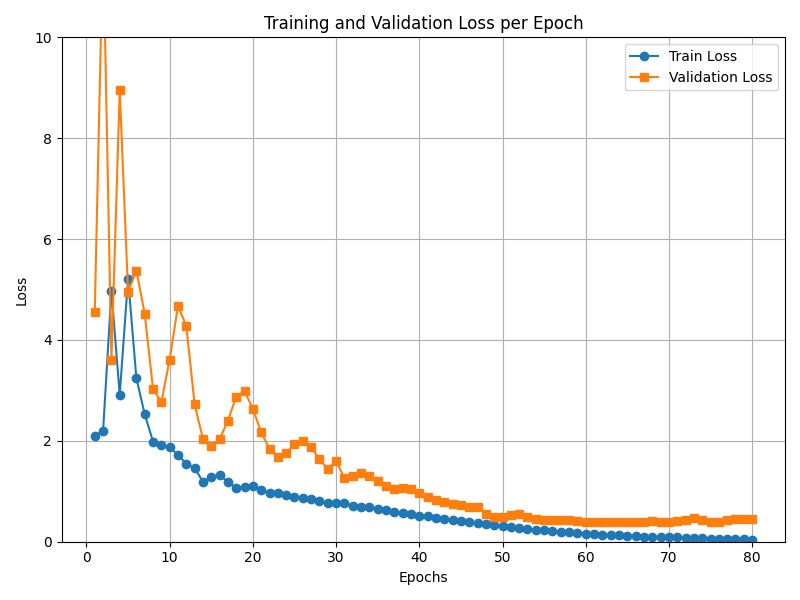 Training and Validation Loss per Epoch
Train Loss
Validation Loss
10
8
6
4
2
0
Loss
0 10 20 30 40 50 60 70 80
Epochs